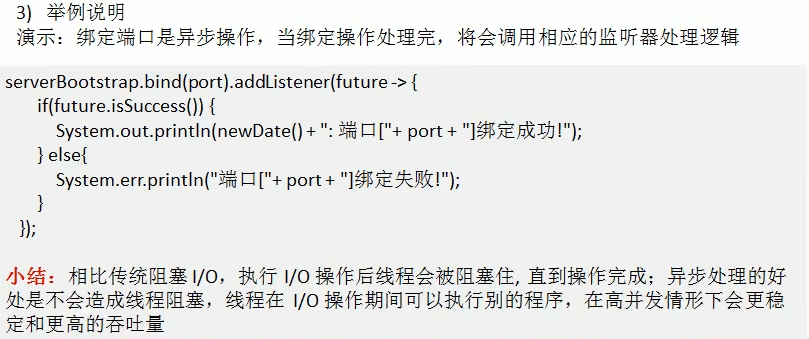 3) 举例说明
演示：绑定端口是异步操作，当绑定操作处理完，将会调用相应的监听器处理逻辑
serverBootstrap.bind(port).addListener(future -> {
if(future.isSuccess()) {
System.out.println(newDate() + ": 端口["+ port + "]绑定成功!");
} else{
System.err.println("端口["+ port + "]绑定失败!");
}
});
小结：相比传统阻塞 I/O，执行 I/O 操作后线程会被阻塞住, 直到操作完成；异步处理的好
处是不会造成线程阻塞，线程在 I/O 操作期间可以执行别的程序，在高并发情形下会更稳
定和更高的吞吐量